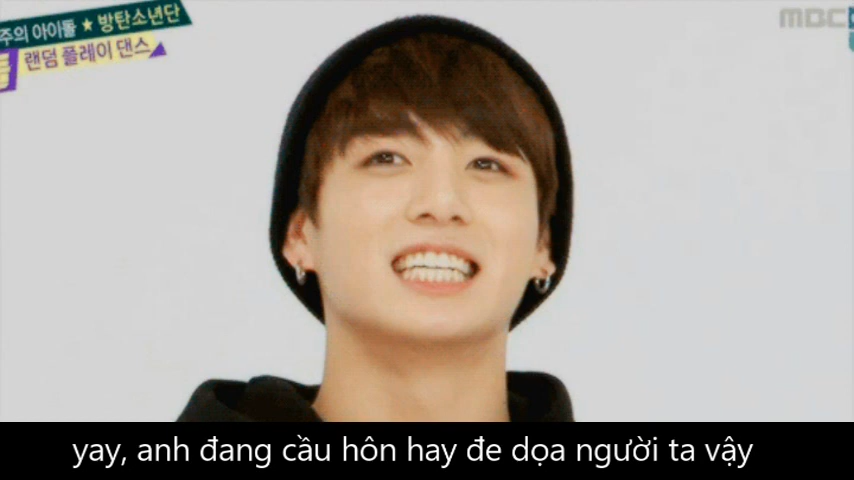 주의 아이돌 ★ 방탄소년단
랜덤 플레이 댄스
MBC
yay, anh đang cầu hôn hay đe dọa người ta vậy